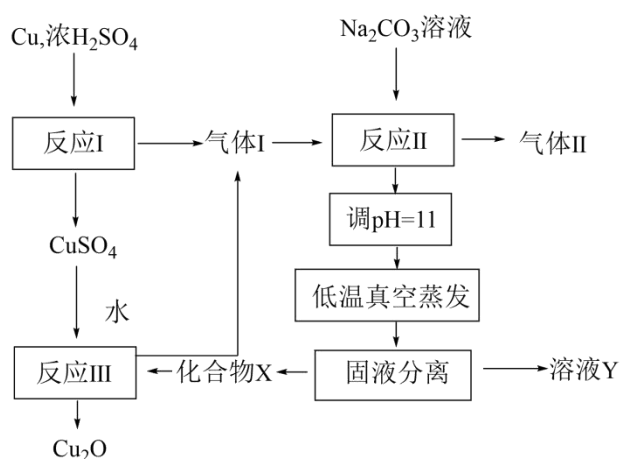 Cu,浓H₂SO₄
Na₂CO₃溶液
反应I
气体I
反应II
气体II
调pH=11
CuSO₄
低温真空蒸发
水
反应III
化合物X
固液分离
溶液Y
Cu₂O